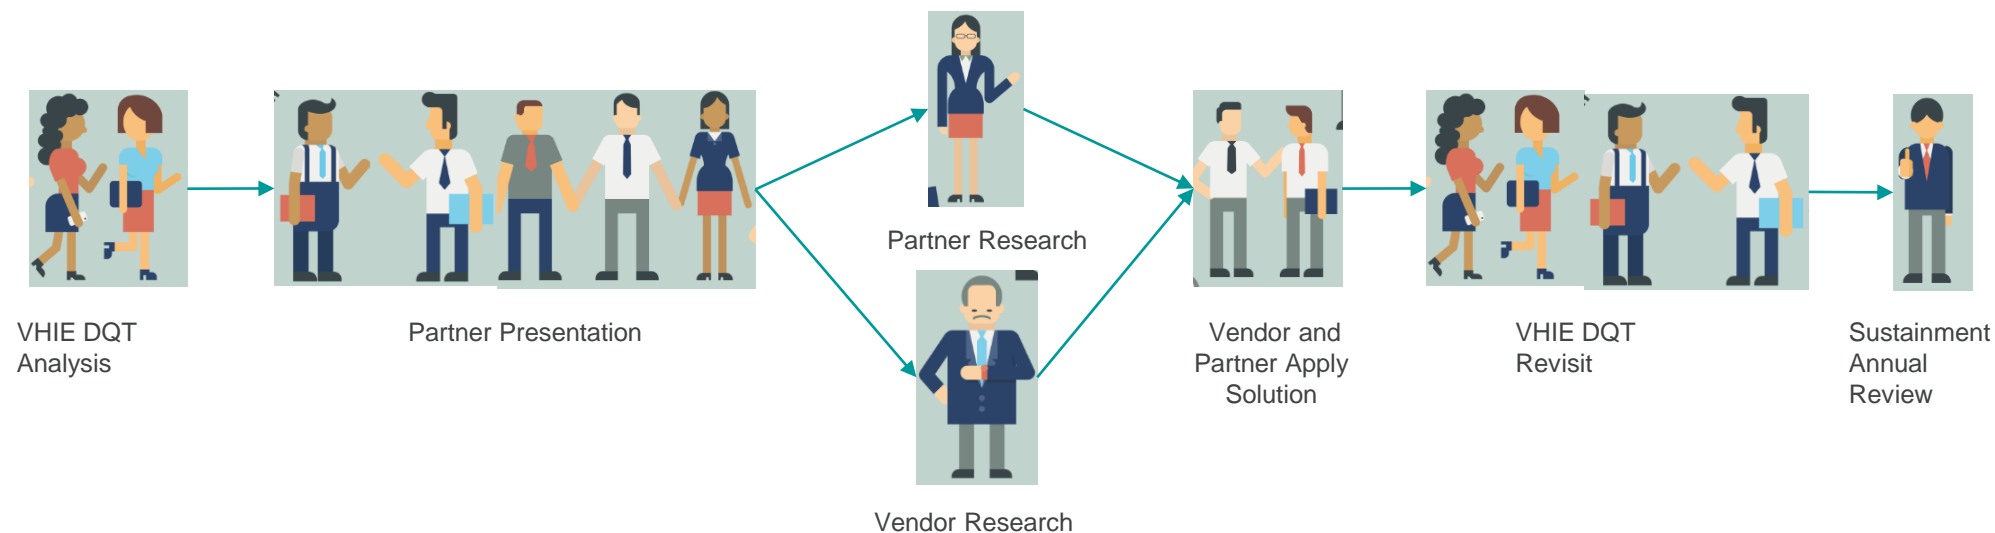 VHIE DQT
Analysis
Partner Presentation
Partner Research
Vendor Research
Vendor and
Partner Apply
Solution
VHIE DQT
Revisit
Sustainment
Annual
Review